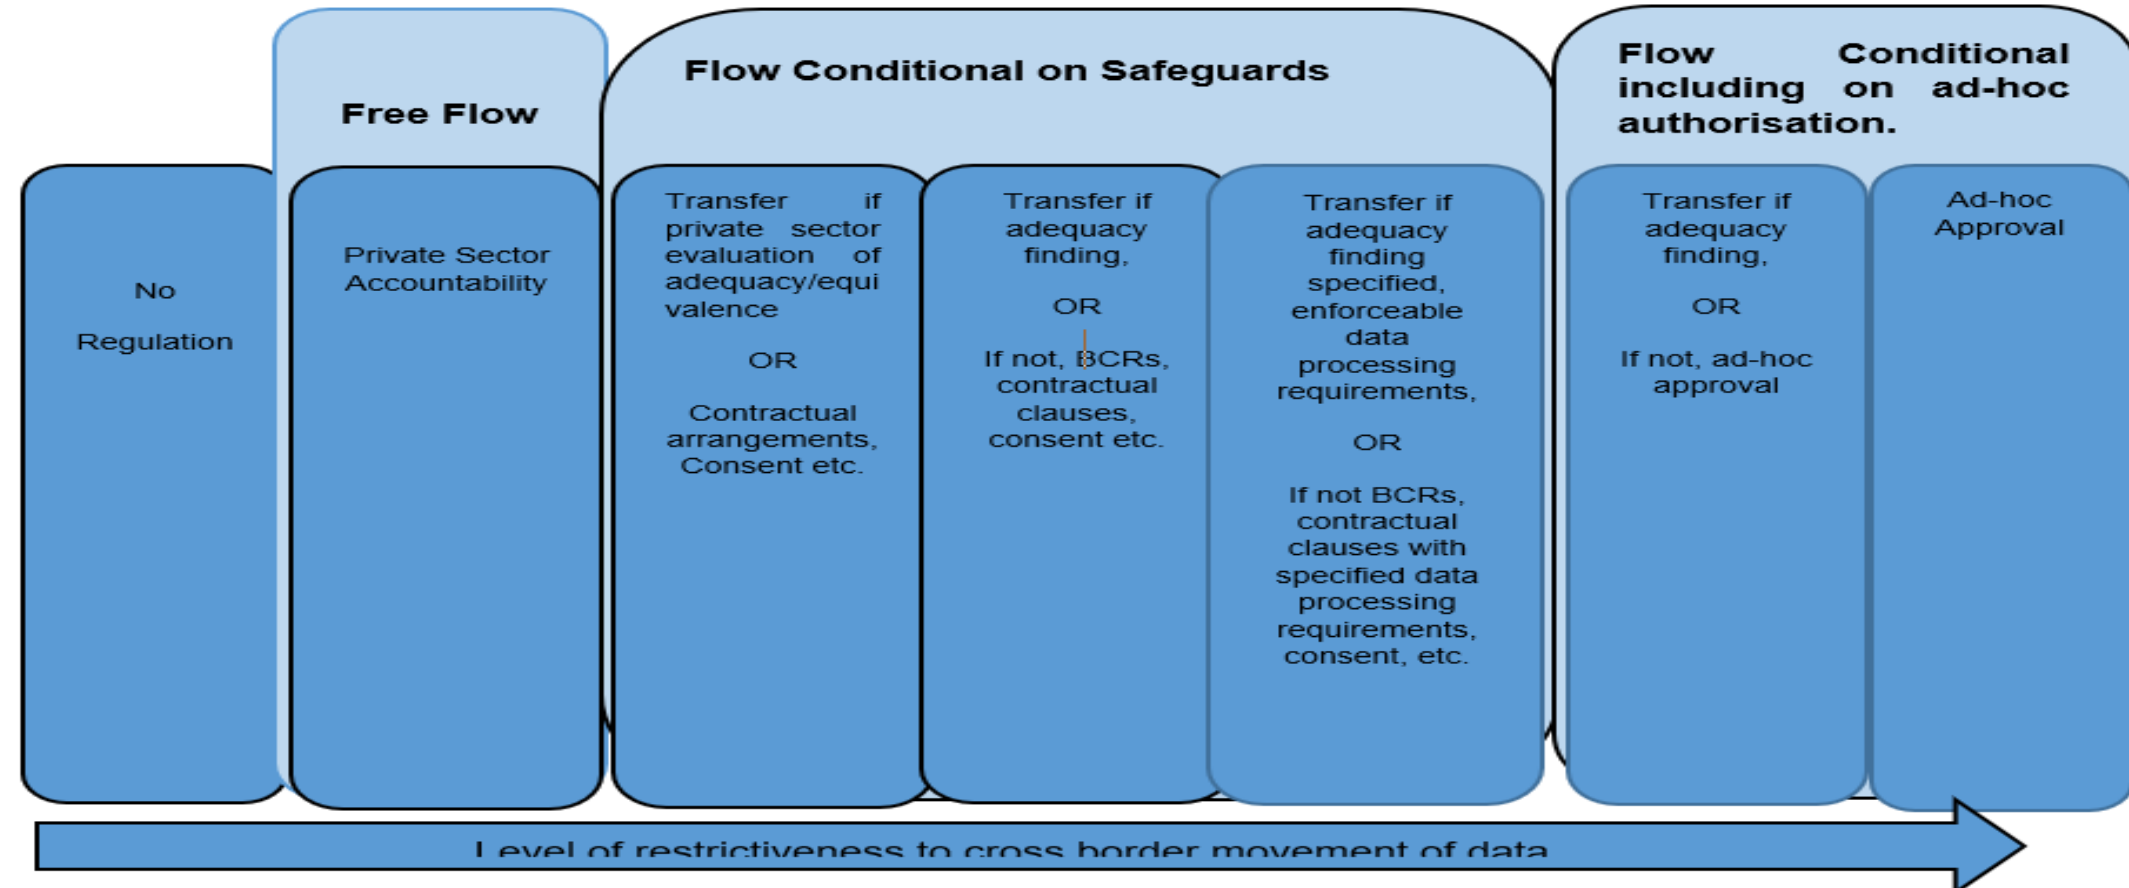 Free Flow
Flow Conditional on Safeguards
Flow Conditional
including on ad-hoc
authorisation.
No
Regulation
Private Sector
Accountability
Transfer if
private sector
evaluation of
adequacy/equi
valence
OR
Contractual
arrangements,
Consent etc.
Transfer if
adequacy
finding,
OR
If not, BCRs,
contractual
clauses,
consent etc.
Transfer if
adequacy
finding
specified,
enforceable
data
processing
requirements,
OR
If not BCRs,
contractual
clauses with
specified data
processing
requirements,
consent, etc.
Transfer if
adequacy
finding,
OR
If not, ad-hoc
approval
Ad-hoc
Approval
Level of restrictiveness to cross border movement of data